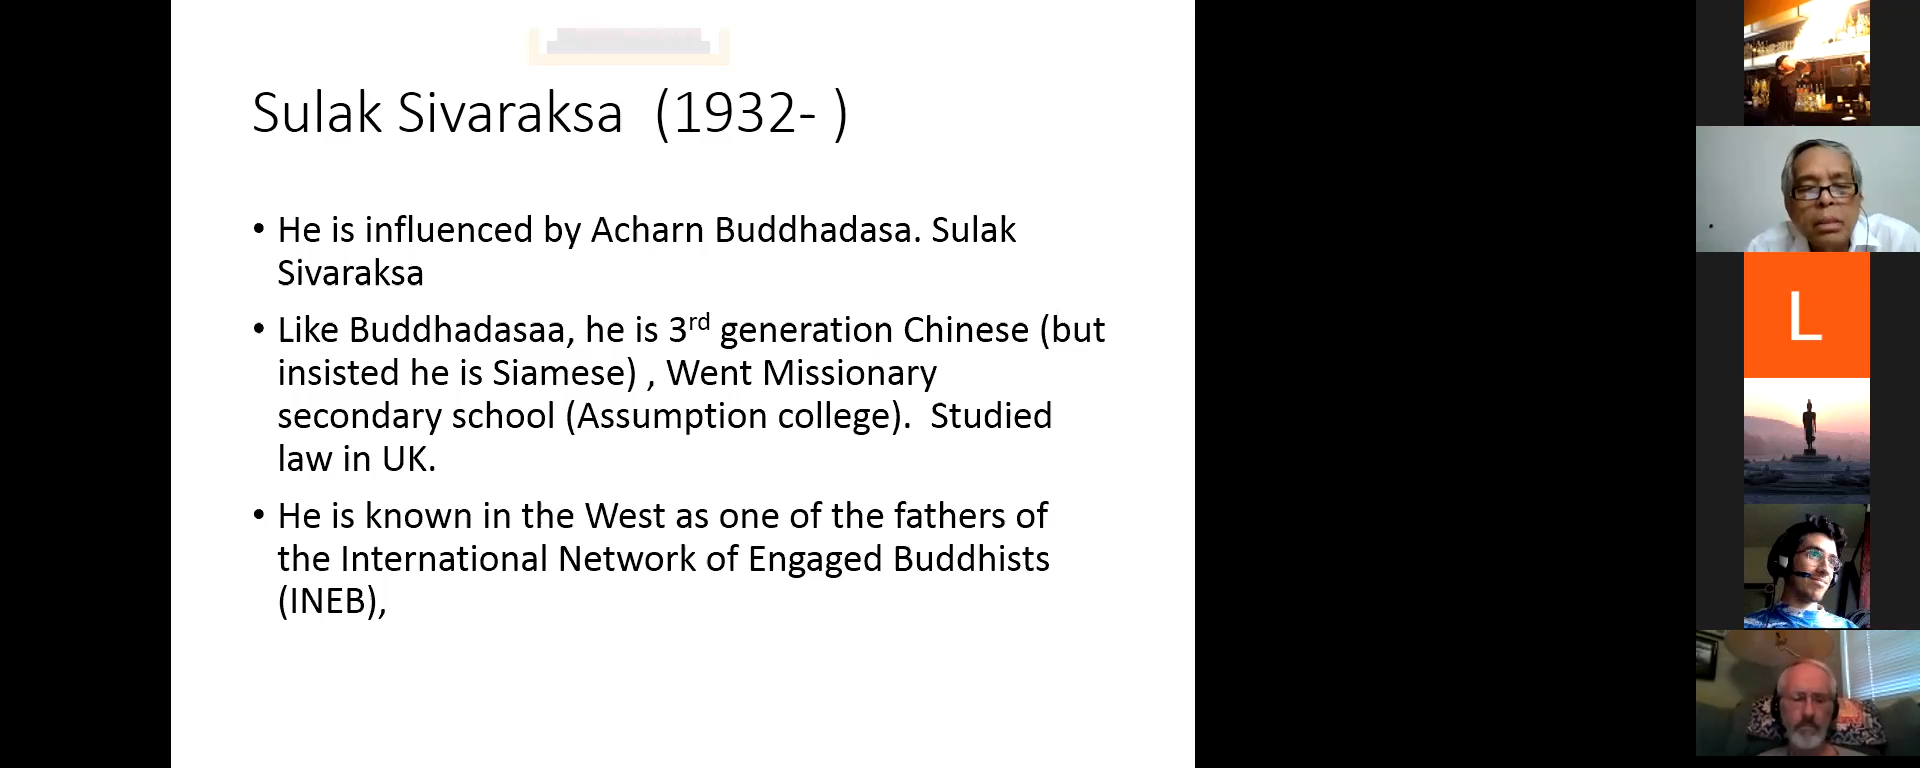 Sulak Sivaraksa  (1932- )
• He is influenced by Acharn Buddhadasa. Sulak
Sivaraksa
• Like Buddhadasaa, he is 3rd generation Chinese (but
insisted he is Siamese) , Went Missionary
secondary school (Assumption college).  Studied
law in UK.
• He is known in the West as one of the fathers of
the International Network of Engaged Buddhists
(INEB),
L